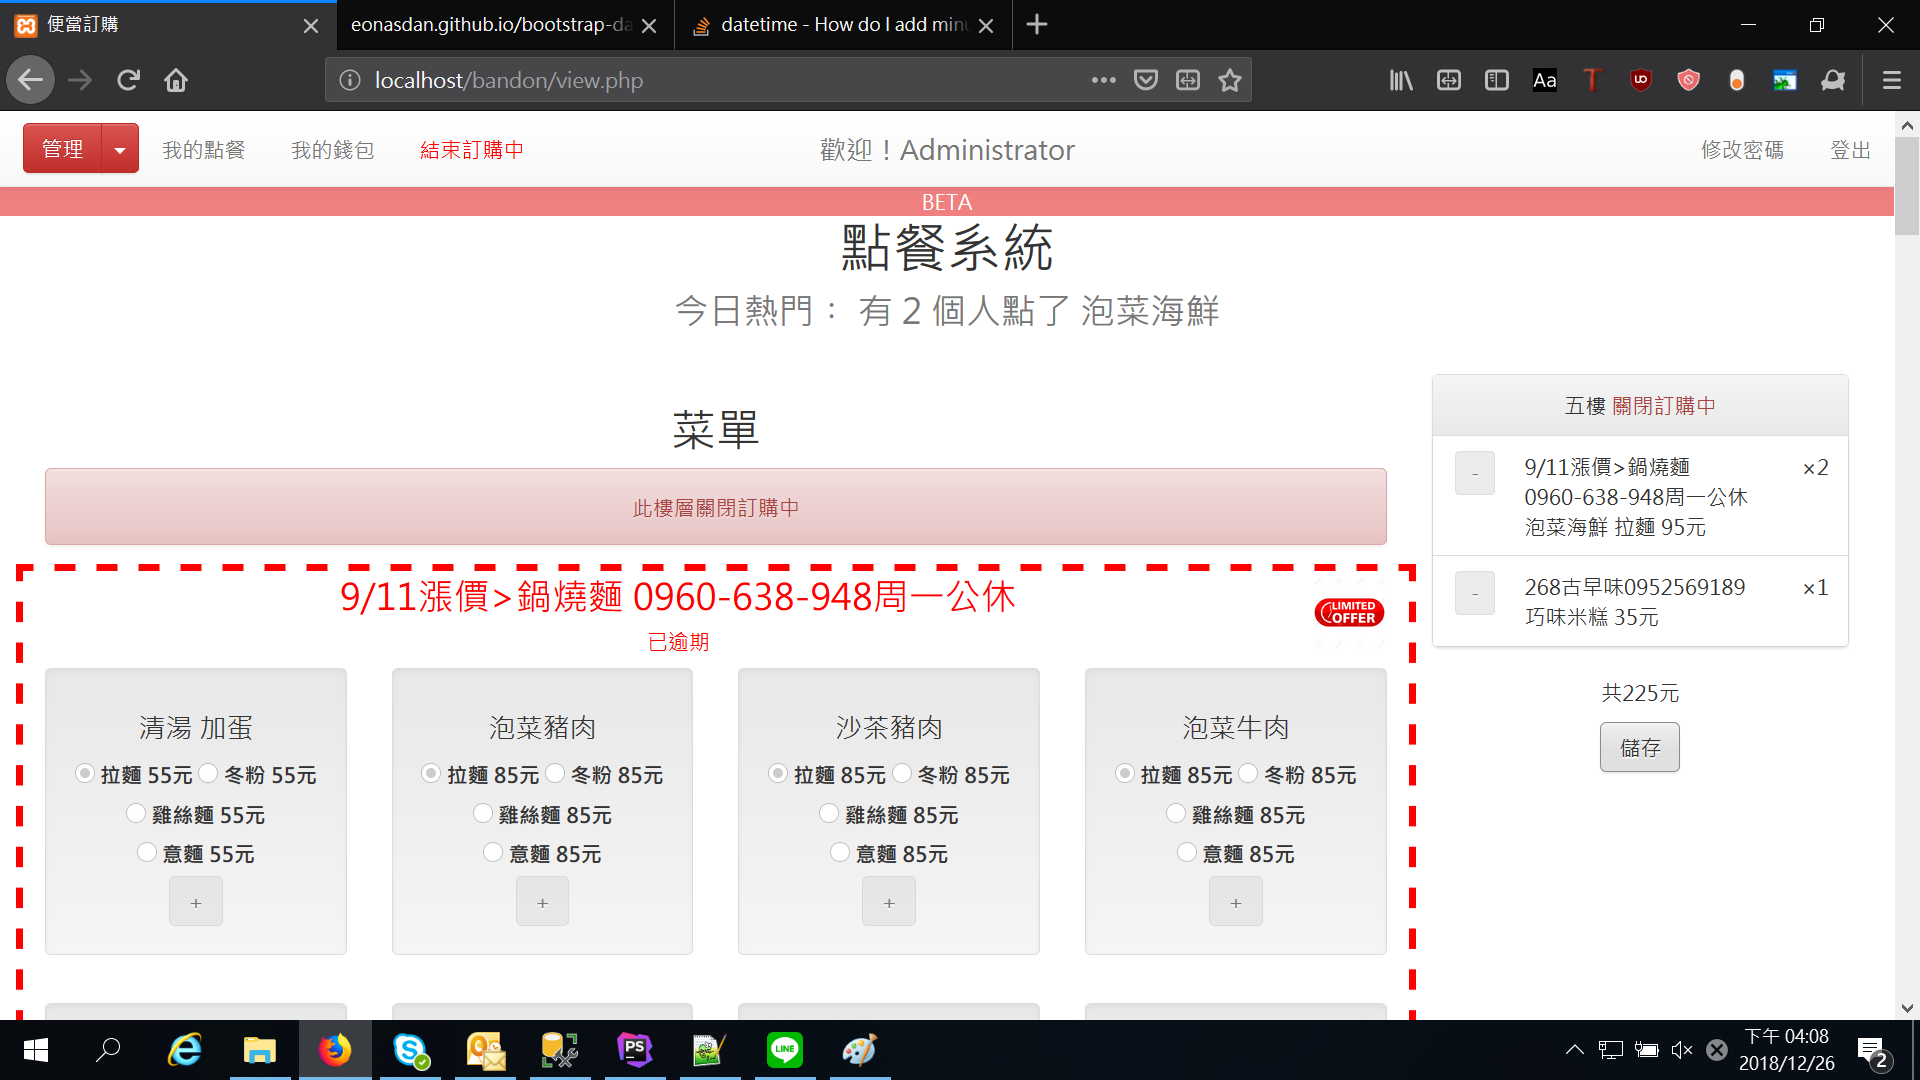 便當訂購
eonasdan.github.io/bootstrap-da
datetime - How do I add minu
localhost/bandon/view.php
Aa
管理
我的點餐
我的錢包
結束訂購中
歡迎！Administrator
修改密碼
登出
BETA
點餐系統
今日熱門： 有 2 個人點了 泡菜海鮮
菜單
此樓層關閉訂購中
9/11漲價>鍋燒麵 0960-638-948周一公休
LIMITED
OFFER
已逾期
清湯 加蛋
拉麵 55元 冬粉 55元
雞絲麵 55元
意麵 55元
+
泡菜豬肉
拉麵 85元 冬粉 85元
雞絲麵 85元
意麵 85元
+
沙茶豬肉
拉麵 85元 冬粉 85元
雞絲麵 85元
意麵 85元
+
泡菜牛肉
拉麵 85元 冬粉 85元
雞絲麵 85元
意麵 85元
+
五樓 關閉訂購中
-
9/11漲價>鍋燒麵 ×2
0960-638-948周一公休
泡菜海鮮 拉麵 95元
-
268古早味0952569189 ×1
巧味米糕 35元
共225元
儲存
PS
LINE
下午 04:08
2018/12/26
2